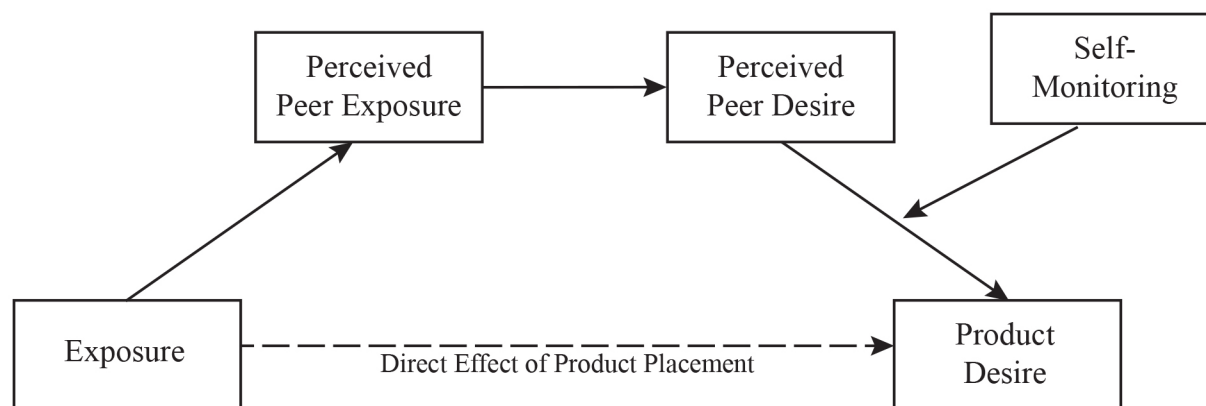 Perceived
Peer Exposure
Perceived
Peer Desire
Self-
Monitoring
Exposure
Direct Effect of Product Placement
Product
Desire